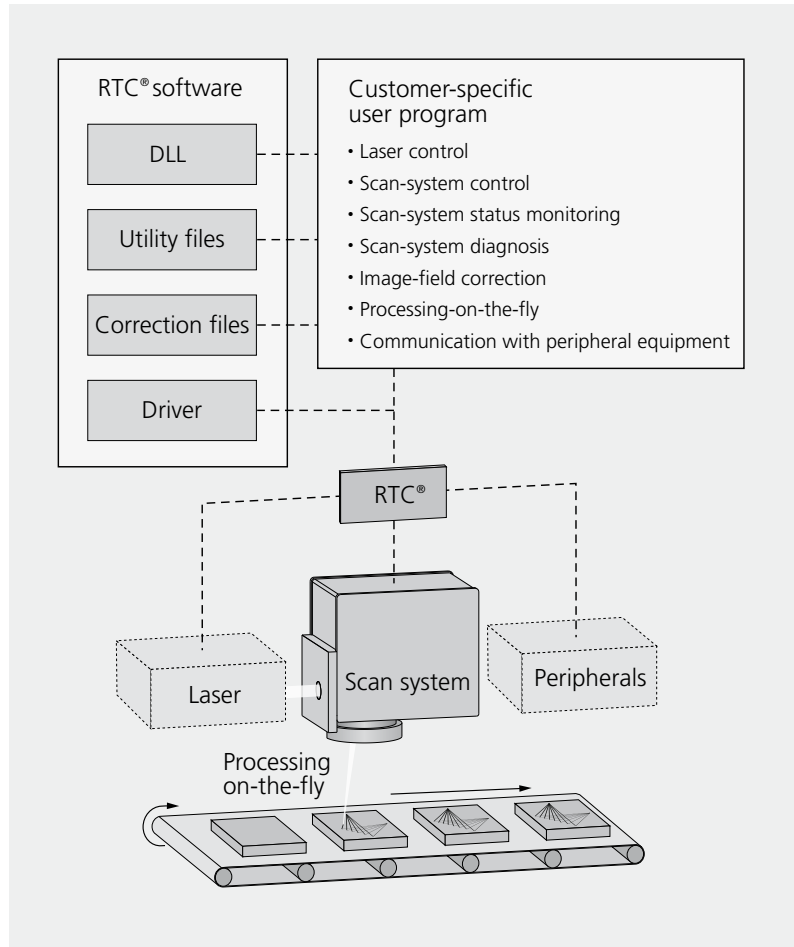 RTC® software
DLL
Utility files
Correction files
Driver
Customer-specific
user program
• Laser control
• Scan-system control
• Scan-system status monitoring
• Scan-system diagnosis
• Image-field correction
• Processing-on-the-fly
• Communication with peripheral equipment
RTC®
Laser
Scan system
Peripherals
Processing
on-the-fly